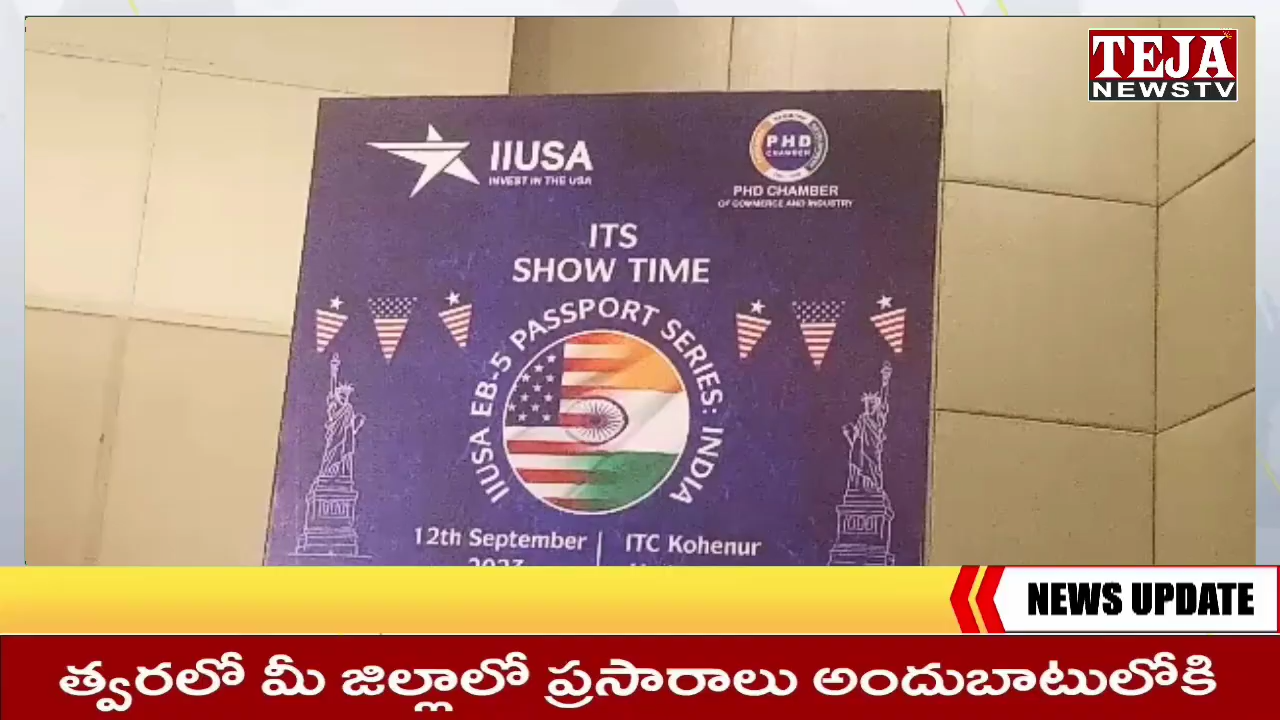 TEJA
NEWSTV
IIUSA
INVEST IN THE USA
PHD
CHAMBER
PHD CHAMBER
OF COMMERCE AND INDUSTRY
ITS
SHOW TIME
IIUSA EB-5 PASSPORT SERIES: INDIA
12th September
ITC Kohenur
NEWS UPDATE
త్వరలో మీ జిల్లాలో ప్రసారాలు అందుబాటులోకి